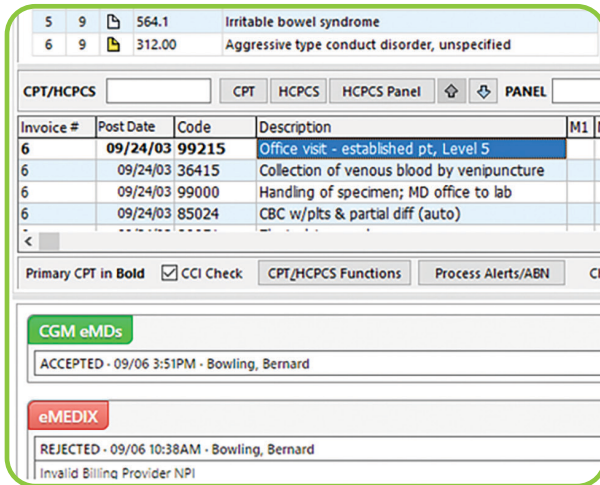 5 9 564.1 Irritable bowel syndrome
6 9 312.00 Aggressive type conduct disorder, unspecified
CPT/HCPCS CPT HCPCS HCPCS Panel PANEL
Invoice # Post Date Code Description M1
6 09/24/03 99215 Office visit - established pt, Level 5
6 09/24/03 36415 Collection of venous blood by venipuncture
6 09/24/03 99000 Handling of specimen; MD office to lab
6 09/24/03 85024 CBC w/plts & partial diff (auto)
Primary CPT in Bold CCI Check CPT/HCPCS Functions Process Alerts/ABN
CGM eMDs
ACCEPTED - 09/06 3:51PM - Bowling, Bernard
eMEDIX
REJECTED - 09/06 10:38AM - Bowling, Bernard
Invalid Billing Provider NPI